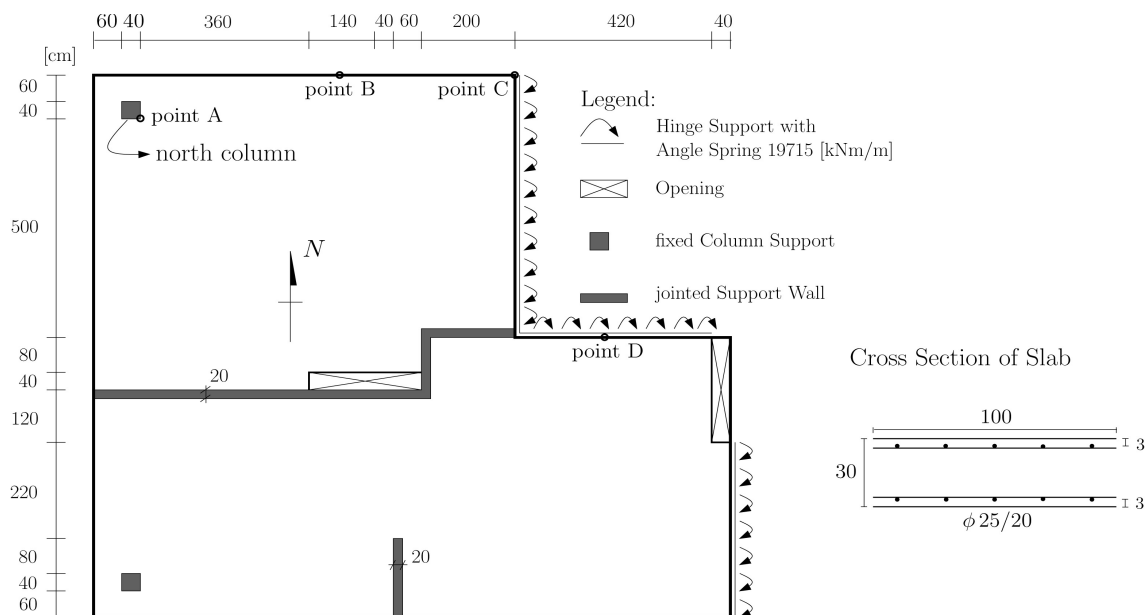 60 40 360 140 40 60 200 420 40
[cm]
60
40
500
80
40
120
220
80
40
60
point B
point C
point A
north column
N
20
point D
20
Legend:
Hinge Support with
Angle Spring 19715 [kNm/m]
Opening
fixed Column Support
jointed Support Wall
Cross Section of Slab
100
30
3
3
ϕ 25/20